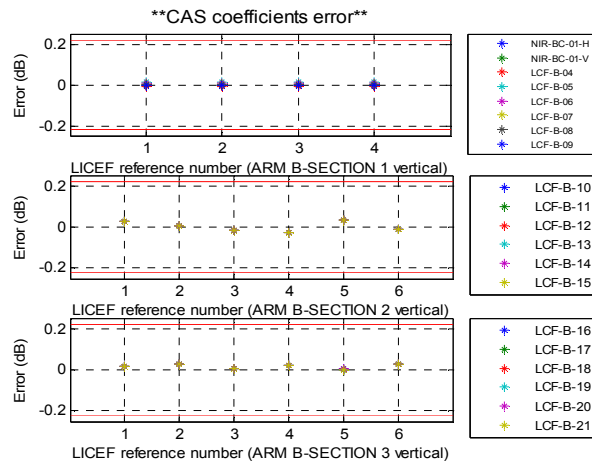 **CAS coefficients error**
Error (dB)
0.2
0
-0.2
1 2 3 4
LICEF reference number (ARM B-SECTION 1 vertical)
NIR-BC-01-H
NIR-BC-01-V
LCF-B-04
LCF-B-05
LCF-B-06
LCF-B-07
LCF-B-08
LCF-B-09
Error (dB)
0.2
0
-0.2
1 2 3 4 5 6
LICEF reference number (ARM B-SECTION 2 vertical)
LCF-B-10
LCF-B-11
LCF-B-12
LCF-B-13
LCF-B-14
LCF-B-15
Error (dB)
0.2
0
-0.2
1 2 3 4 5 6
LICEF reference number (ARM B-SECTION 3 vertical)
LCF-B-16
LCF-B-17
LCF-B-18
LCF-B-19
LCF-B-20
LCF-B-21